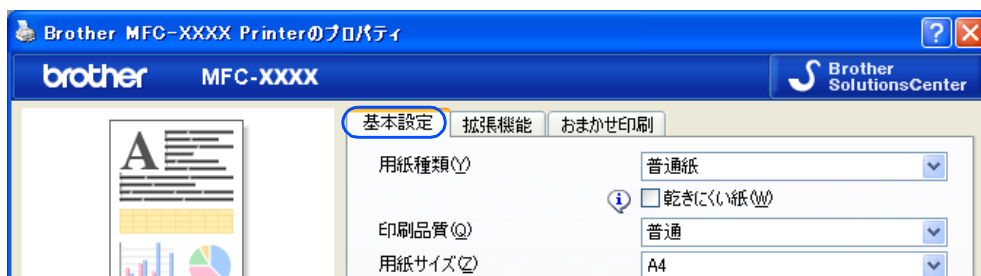 Brother MFC-XXXX Printerのプロパティ
brother MFC-XXXX
Brother
SolutionsCenter
基本設定 拡張機能 おまかせ印刷
A
用紙種類(Y) 普通紙
乾きにくい紙(W)
印刷品質(Q) 普通
用紙サイズ(Z) A4